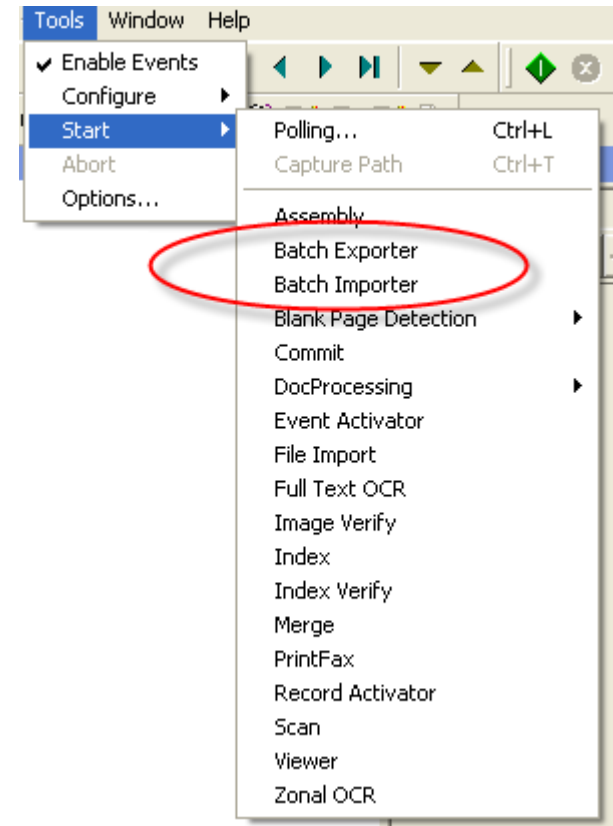 Tools Window Help
Enable Events
Configure
Start
Abort
Options...
Polling... Ctrl+L
Capture Path Ctrl+T
Assembly
Batch Exporter
Batch Importer
Blank Page Detection
Commit
DocProcessing
Event Activator
File Import
Full Text OCR
Image Verify
Index
Index Verify
Merge
PrintFax
Record Activator
Scan
Viewer
Zonal OCR